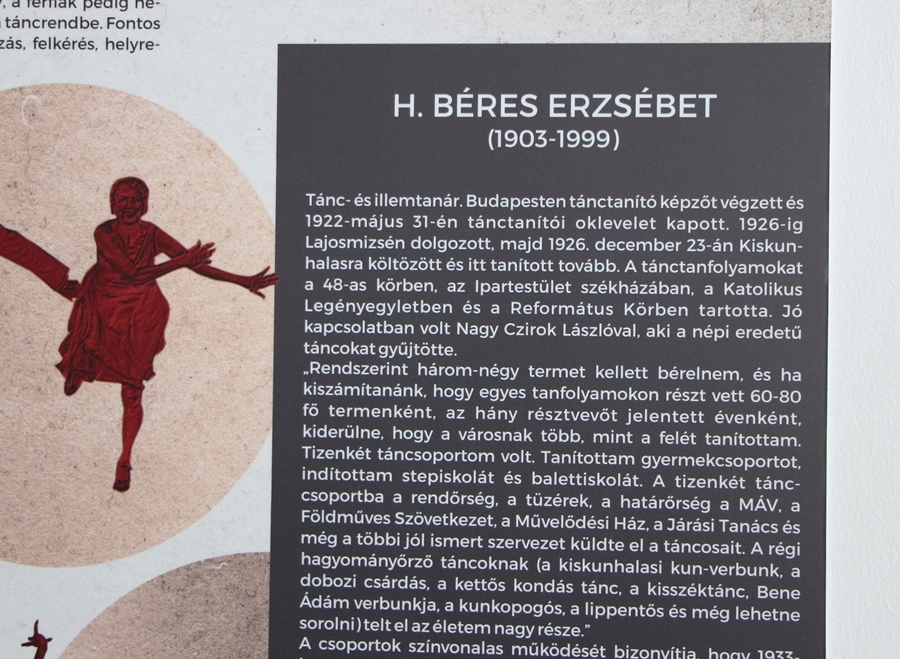 a férfiak pedig ne-
táncrendbe. Fontos
zás, felkérés, helyre-
H. BÉRES ERZSÉBET
(1903-1999)
Tánc- és illemtanár. Budapesten tánctanító képzőt végzett és
1922-május 31-én tánctanítói oklevelet kapott. 1926-ig
Lajosmizsén dolgozott, majd 1926. december 23-án Kiskun-
halasra költözött és itt tanított tovább. A tánctanfolyamokat
a 48-as körben, az Ipartestület székházában, a Katolikus
Legényegyletben és a Református Körben tartotta. Jó
kapcsolatban volt Nagy Czirok Lászlóval, aki a népi eredetű
táncokat gyűjtötte.
„Rendszerint három-négy termet kellett bérelnem, és ha
kiszámítanánk, hogy egyes tanfolyamokon részt vett 60-80
fő termenként, az hány résztvevőt jelentett évenként,
kiderülne, hogy a városnak több, mint a felét tanítottam.
Tizenkét táncsoportom volt. Tanítottam gyermekcsoportot,
indítottam stepiskolát és balettiskolát. A tizenkét tánc-
csoportba a rendőrség, a tüzérek, a határőrség a MÁV, a
Földműves Szövetkezet, a Művelődési Ház, a Járási Tanács és
még a többi jól ismert szervezet küldte el a táncosait. A régi
hagyományőrző táncoknak (a kiskunhalasi kun-verbunk, a
dobozi csárdás, a kettős kondás tánc, a kisszéktánc, Bene
Ádám verbunkja, a kunkopogós, a lippentős és még lehetne
sorolni) telt el az életem nagy része.”
A csoportok színvonalas működését bizonyítja, hogy 1933-